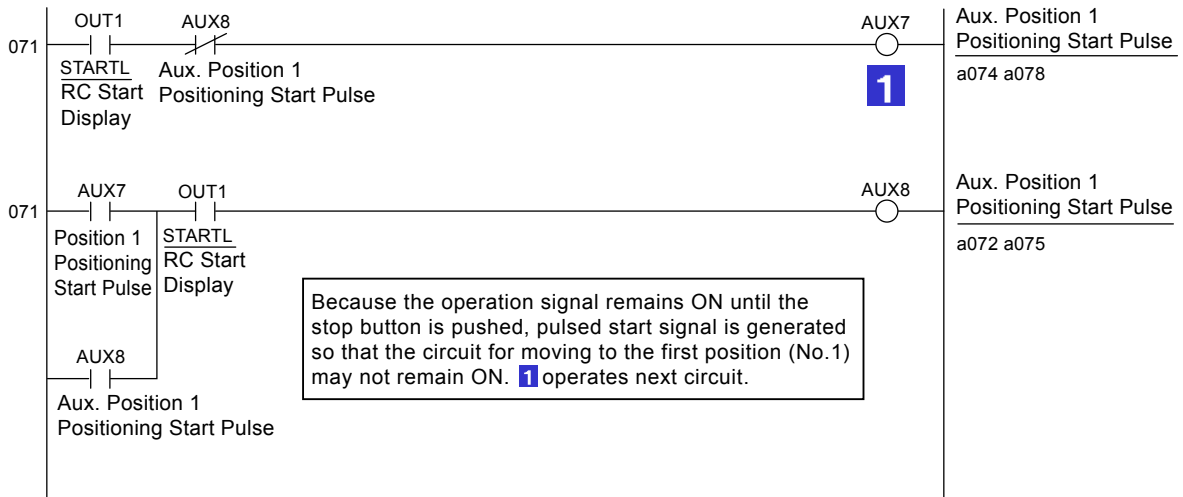 OUT1 AUX8 AUX7 Aux. Position 1
071 Positioning Start Pulse
STARTL Aux. Position 1 a074 a078
RC Start Positioning Start Pulse 1
Display
AUX7 OUT1 AUX8 Aux. Position 1
071 Positioning Start Pulse
Position 1 STARTL a072 a075
Positioning RC Start
Start Pulse Display
Because the operation signal remains ON until the
stop button is pushed, pulsed start signal is generated
so that the circuit for moving to the first position (No.1)
may not remain ON. 1 operates next circuit.
AUX8
Aux. Position 1
Positioning Start Pulse